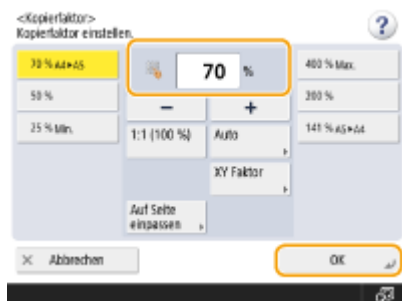 <Kopierfaktor>
Kopierfaktor einstellen.
?
70 % A4►A5
70 %
400 % Max.
50 %
− +
200 %
25 % Min.
1:1 (100 %)
Auto
141 % A5►A4
XY Faktor
Auf Seite
einpassen
× Abbrechen
OK